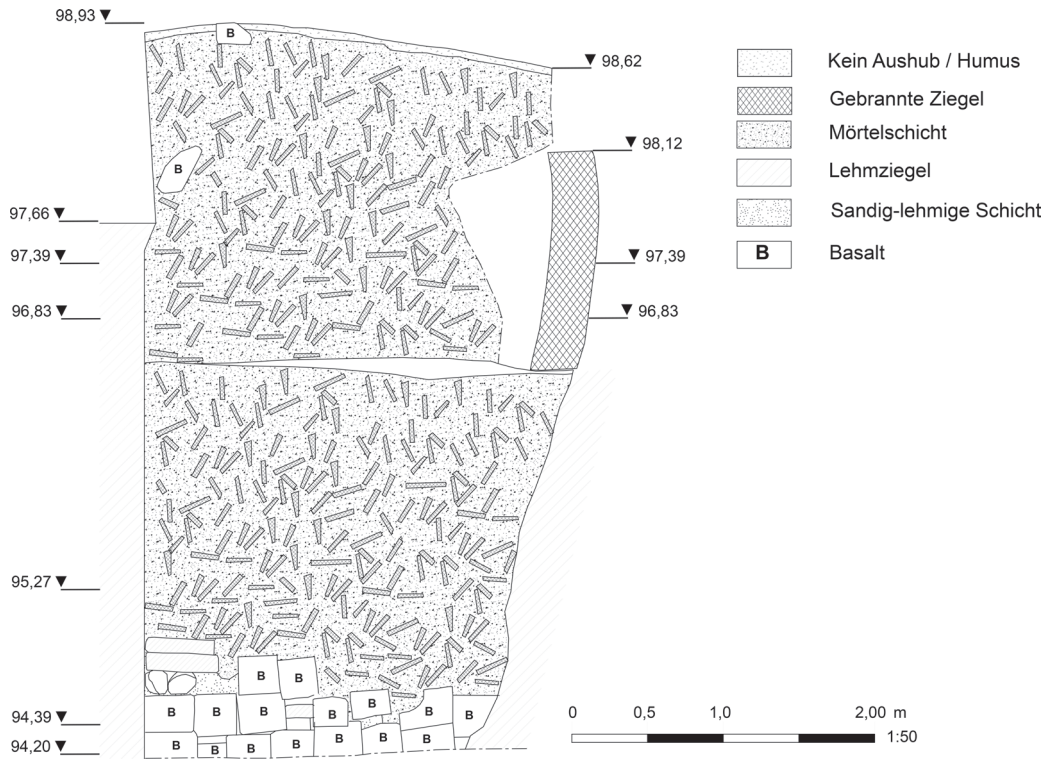 98,93
98,62
98,12
97,66
97,39
97,39
96,83
96,83
95,27
94,39
94,20
Kein Aushub / Humus
Gebrannte Ziegel
Mörtelschicht
Lehmziegel
Sandig-lehmige Schicht
B Basalt
B
B
B B
B B B B B B B
B B B B B B
0 0,5 1,0 2,00 m
1:50